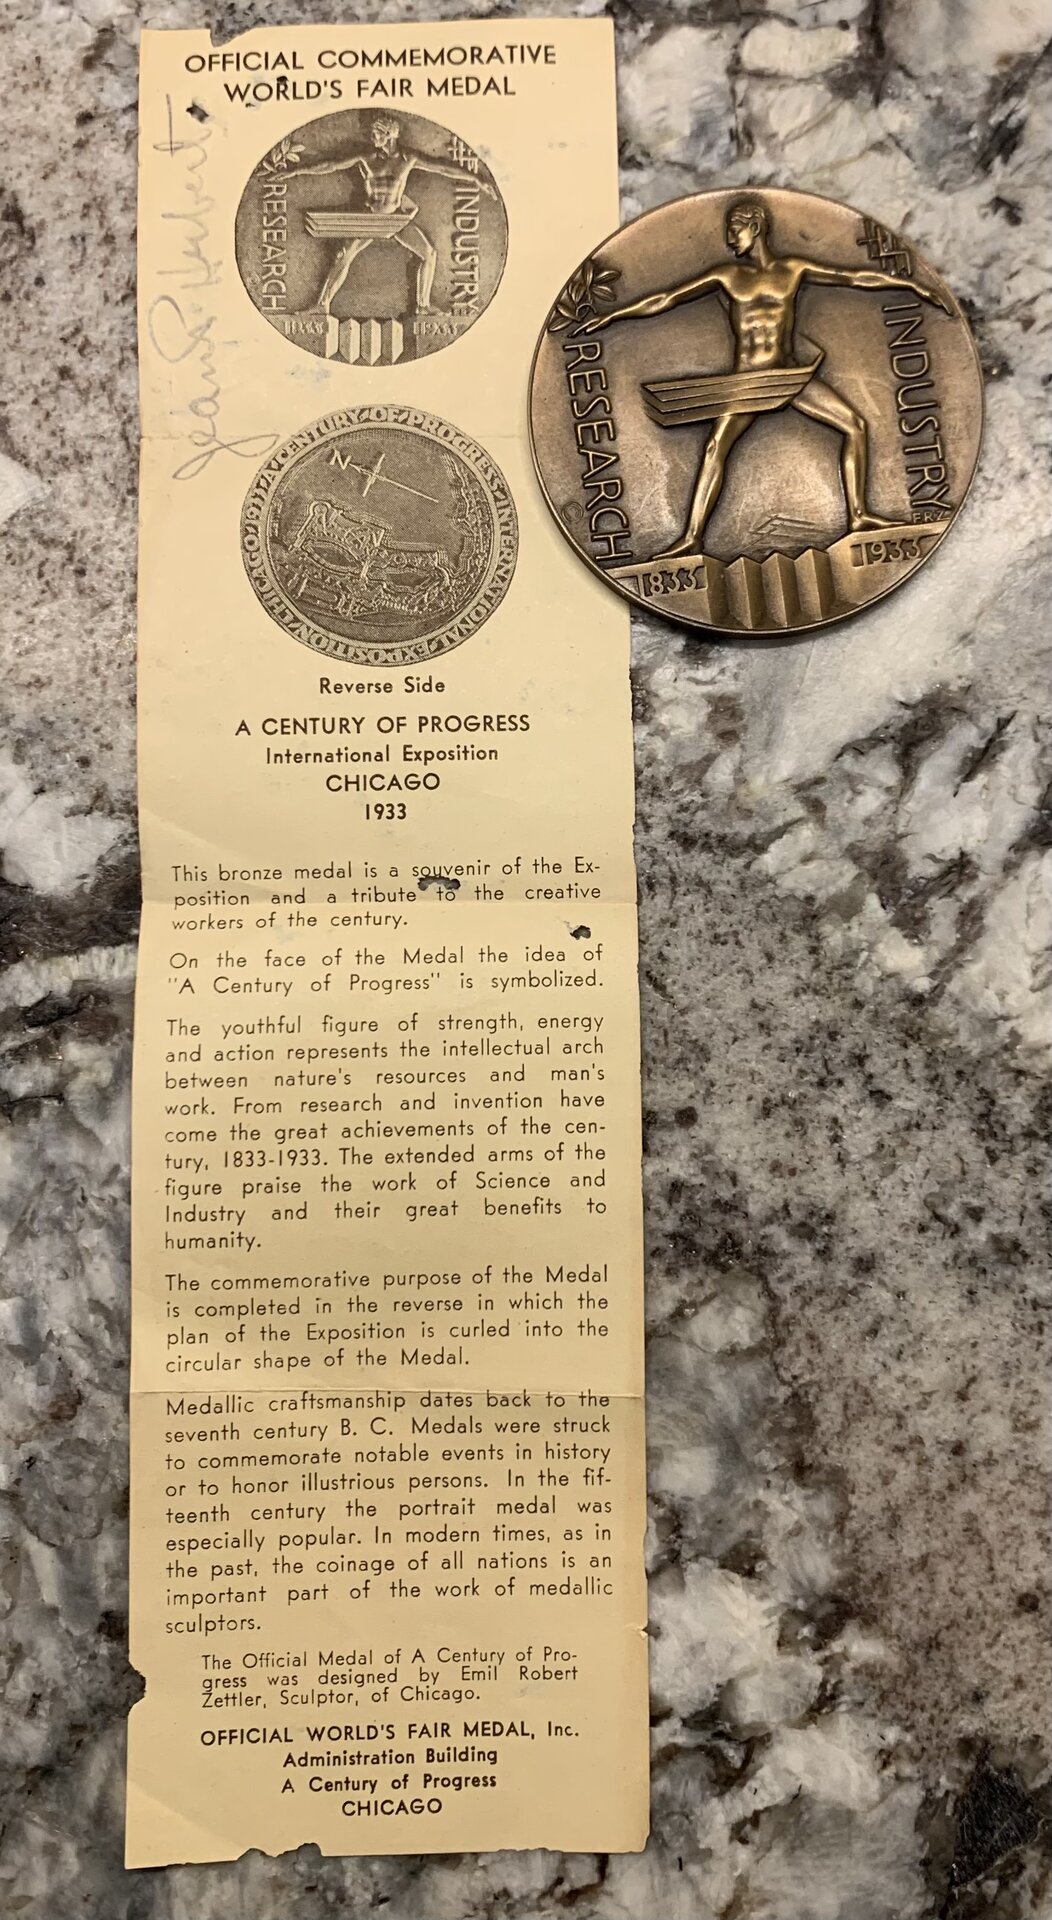 OFFICIAL COMMEMORATIVE
WORLD'S FAIR MEDAL
RESEARCH
INDUSTRY
1833
1933
A CENTURY OF PROGRESS INTERNATIONAL EXPOSITION CHICAGO 1933
N
Reverse Side
A CENTURY OF PROGRESS
International Exposition
CHICAGO
1933
This bronze medal is a souvenir of the Ex-
position and a tribute to the creative
workers of the century.
On the face of the Medal the idea of
"A Century of Progress" is symbolized.
The youthful figure of strength, energy
and action represents the intellectual arch
between nature's resources and man's
work. From research and invention have
come the great achievements of the cen-
tury, 1833-1933. The extended arms of the
figure praise the work of Science and
Industry and their great benefits to
humanity.
The commemorative purpose of the Medal
is completed in the reverse in which the
plan of the Exposition is curled into the
circular shape of the Medal.
Medallic craftsmanship dates back to the
seventh century B. C. Medals were struck
to commemorate notable events in history
or to honor illustrious persons. In the fif-
teenth century the portrait medal was
especially popular. In modern times, as in
the past, the coinage of all nations is an
important part of the work of medallic
sculptors.
The Official Medal of A Century of Pro-
gress was designed by Emil Robert
Zettler, Sculptor, of Chicago.
OFFICIAL WORLD'S FAIR MEDAL, Inc.
Administration Building
A Century of Progress
CHICAGO
RESEARCH
INDUSTRY
©
ERZ
1833
1933